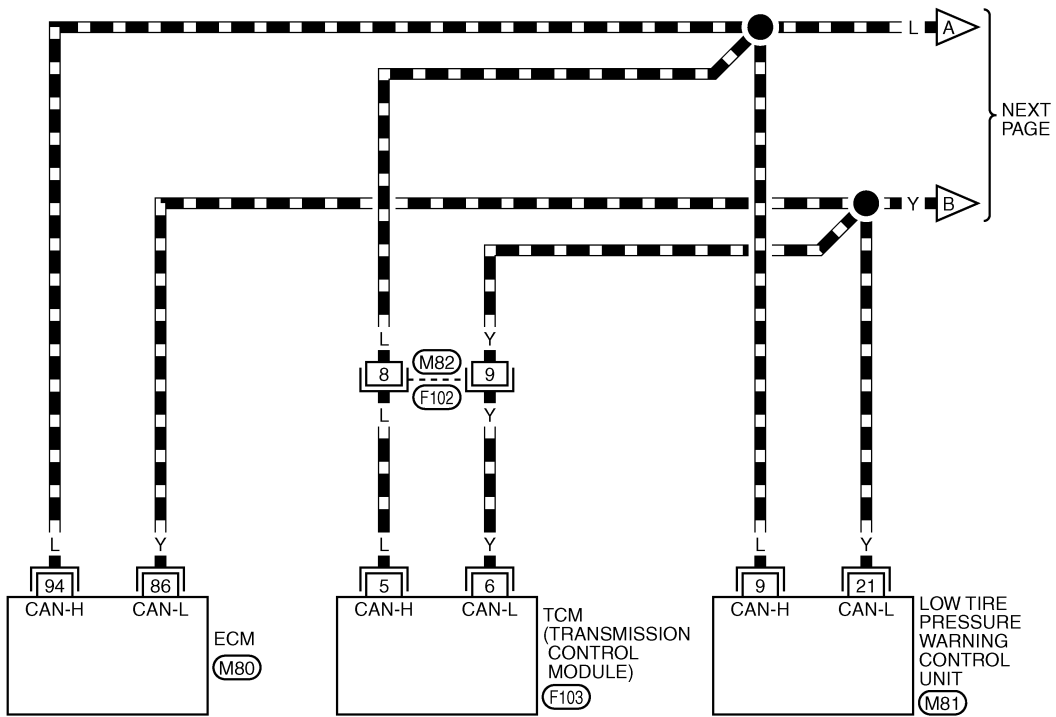 L A
NEXT
PAGE
Y B
L Y
8 M82 9
F102
L Y
L Y L Y L Y
94 86 5 6 9 21
CAN-H CAN-L CAN-H CAN-L CAN-H CAN-L
ECM
M80
TCM
(TRANSMISSION
CONTROL
MODULE)
F103
LOW TIRE
PRESSURE
WARNING
CONTROL
UNIT
M81